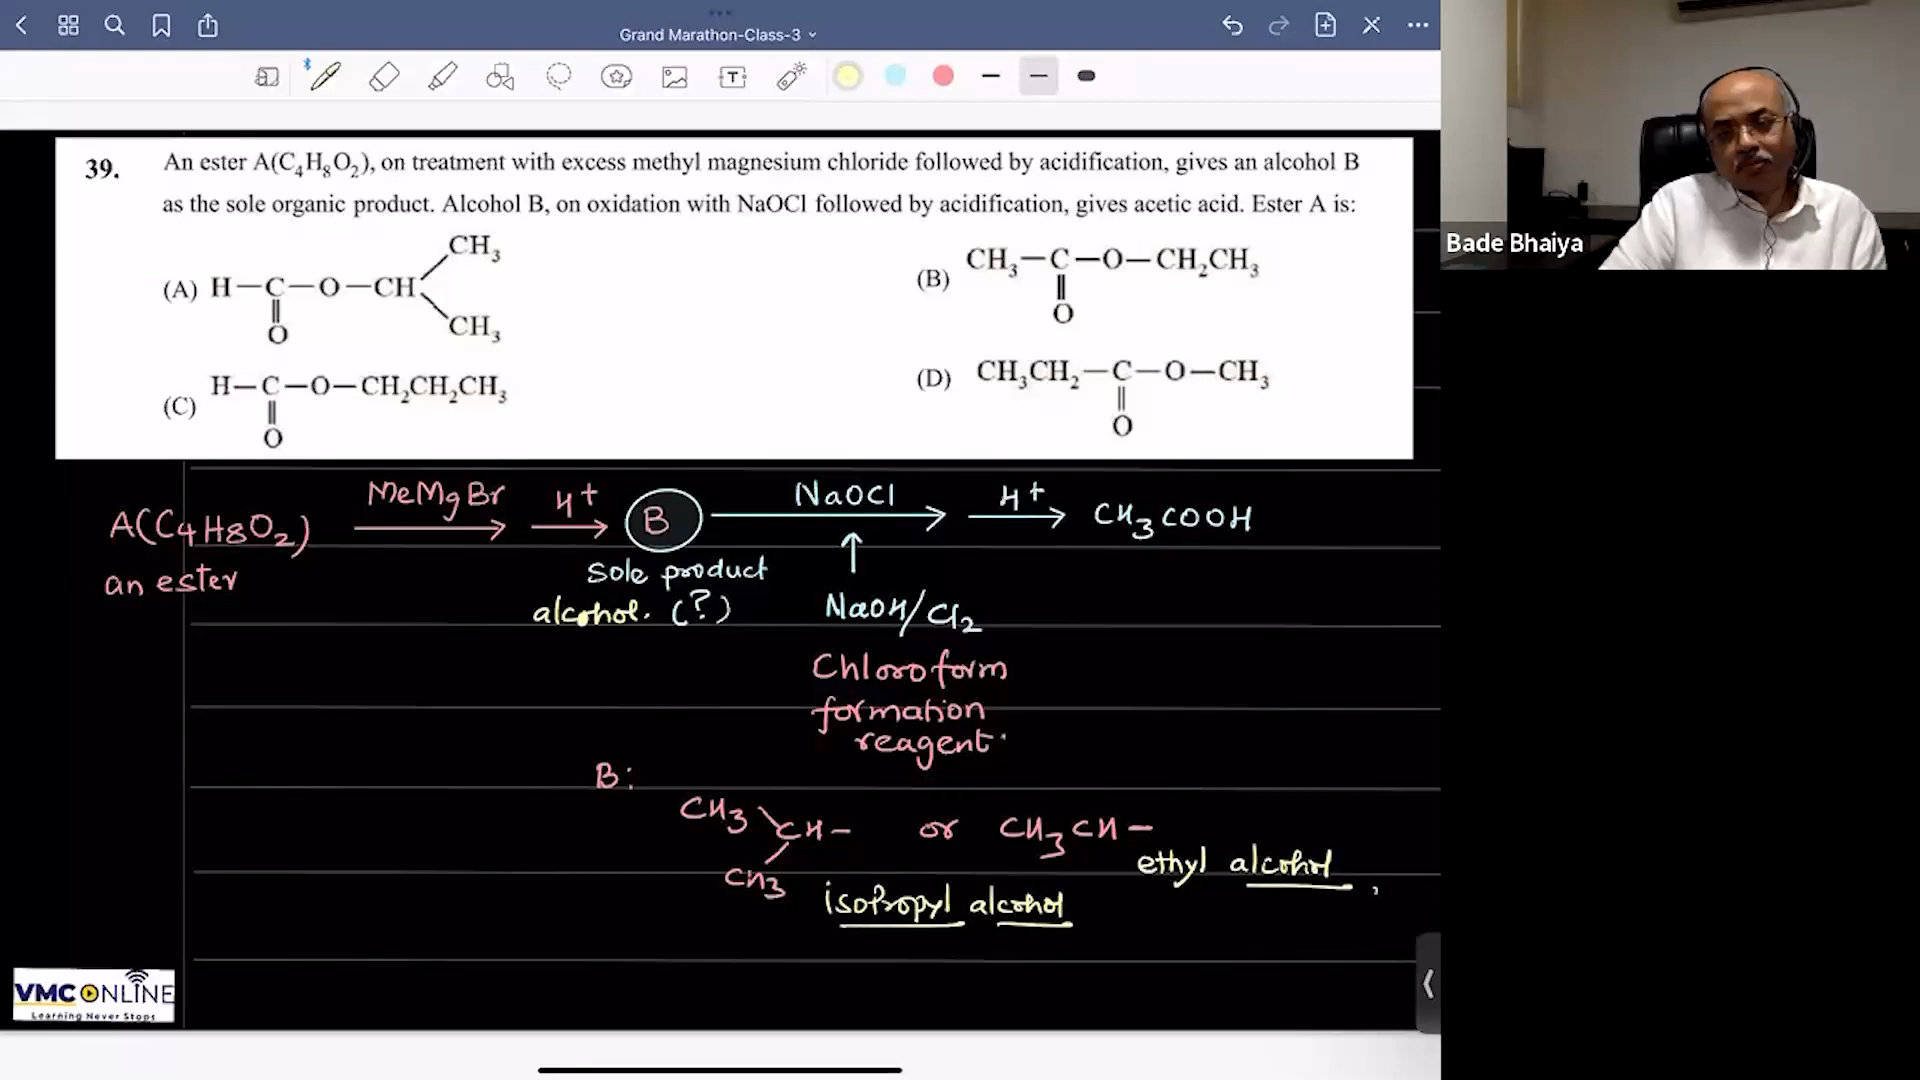 Grand Marathon-Class-3
39. An ester A(C₄H₈O₂), on treatment with excess methyl magnesium chloride followed by acidification, gives an alcohol B
as the sole organic product. Alcohol B, on oxidation with NaOCl followed by acidification, gives acetic acid. Ester A is:
(A) H—C—O—CH CH₃ CH₃
O
(B) CH₃—C—O—CH₂CH₃
O
(C) H—C—O—CH₂CH₂CH₃
O
(D) CH₃CH₂—C—O—CH₃
O
Bade Bhaiya
A(C₄H₈O₂) MeMgBr H⁺ B NaOCl H⁺ CH₃COOH
an ester
sole product
alcohol. (?)
NaOH/Cl₂
Chloroform
formation
reagent.
B:
CH₃ CH— or CH₃CH—
CH₃
ethyl alcohol,
isopropyl alcohol
VMC ONLINE
Learning Never Stops